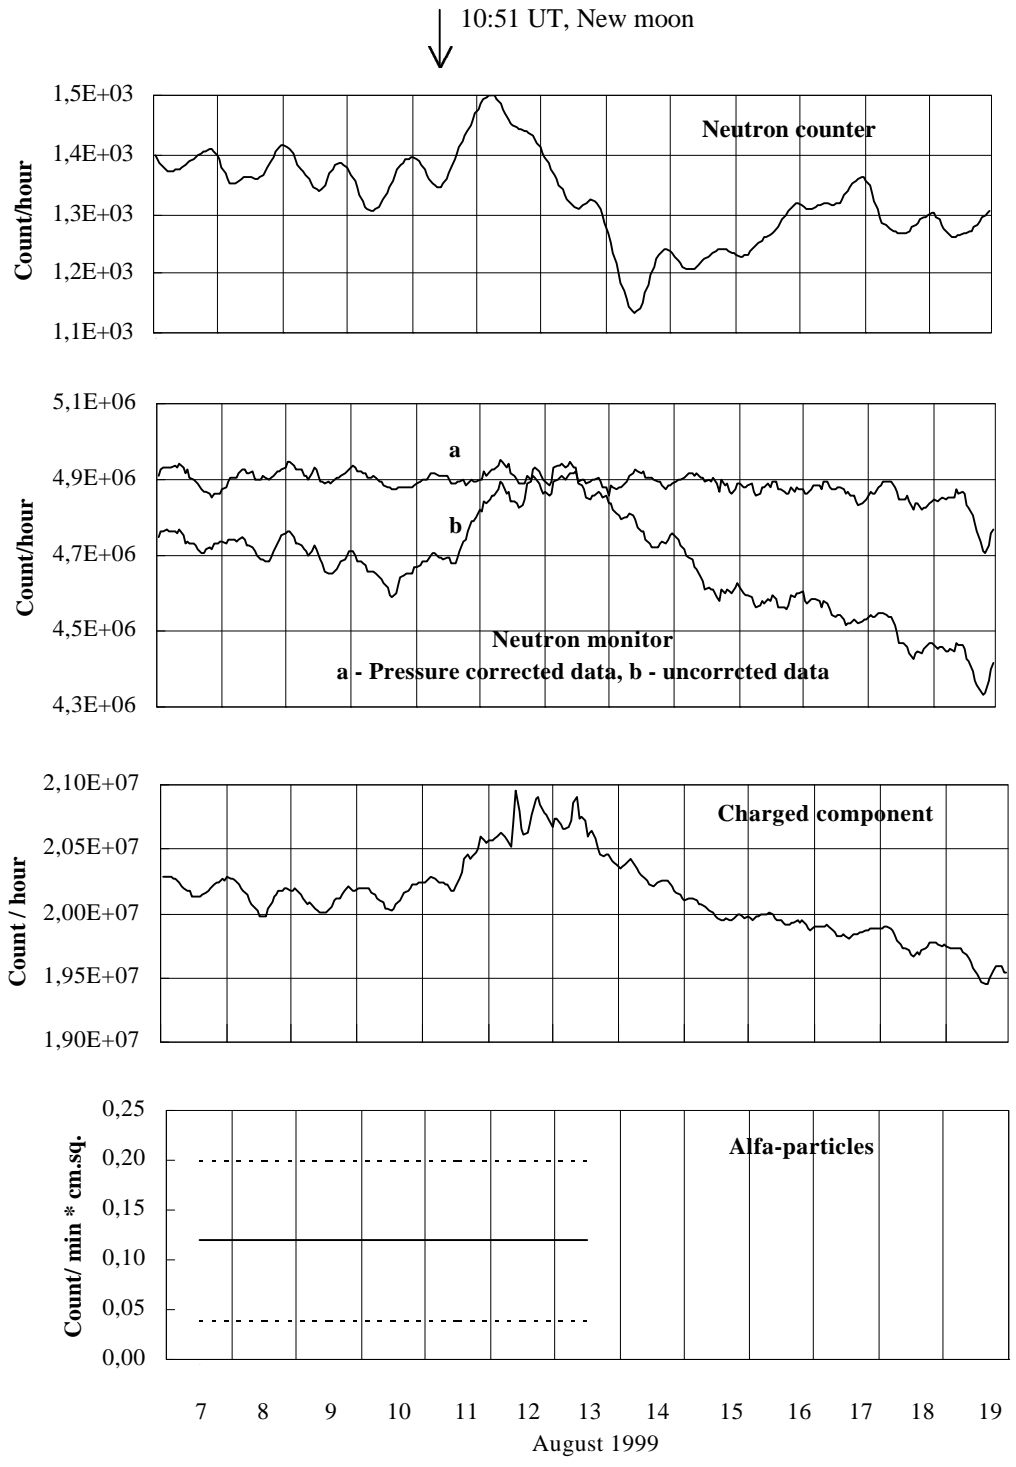 10:51 UT, New moon
1,5E+03
1,4E+03
1,3E+03
1,2E+03
1,1E+03
Count/hour
Neutron counter
5,1E+06
4,9E+06
4,7E+06
4,5E+06
4,3E+06
Count/hour
a
b
Neutron monitor
a - Pressure corrected data, b - uncorrcted data
2,10E+07
2,05E+07
2,00E+07
1,95E+07
1,90E+07
Count / hour
Charged component
0,25
0,20
0,15
0,10
0,05
0,00
Count/ min * cm.sq.
Alfa-particles
7 8 9 10 11 12 13 14 15 16 17 18 19
August 1999